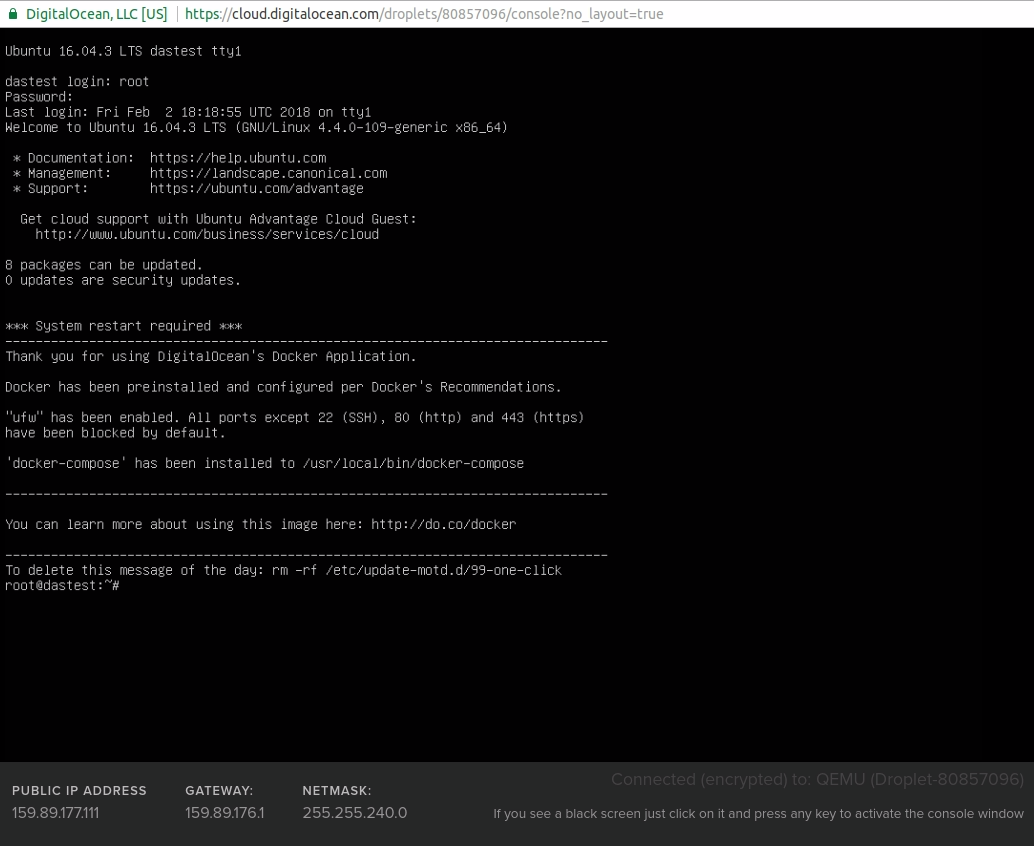 DigitalOcean, LLC [US] https://cloud.digitalocean.com/droplets/80857096/console?no_layout=true
Ubuntu 16.04.3 LTS dastest tty1
dastest login: root
Password:
Last login: Fri Feb  2 18:18:55 UTC 2018 on tty1
Welcome to Ubuntu 16.04.3 LTS (GNU/Linux 4.4.0-109-generic x86_64)
 * Documentation:  https://help.ubuntu.com
 * Management:     https://landscape.canonical.com
 * Support:        https://ubuntu.com/advantage
  Get cloud support with Ubuntu Advantage Cloud Guest:
    http://www.ubuntu.com/business/services/cloud
8 packages can be updated.
0 updates are security updates.
*** System restart required ***
-------------------------------------------------------------------------------
Thank you for using DigitalOcean's Docker Application.
Docker has been preinstalled and configured per Docker's Recommendations.
"ufw" has been enabled. All ports except 22 (SSH), 80 (http) and 443 (https)
have been blocked by default.
'docker-compose' has been installed to /usr/local/bin/docker-compose
-------------------------------------------------------------------------------
You can learn more about using this image here: http://do.co/docker
-------------------------------------------------------------------------------
To delete this message of the day: rm -rf /etc/update-motd.d/99-one-click
root@dastest:~#
Connected (encrypted) to: QEMU (Droplet-80857096)
PUBLIC IP ADDRESS GATEWAY: NETMASK:
159.89.177.111 159.89.176.1 255.255.240.0
If you see a black screen just click on it and press any key to activate the console window